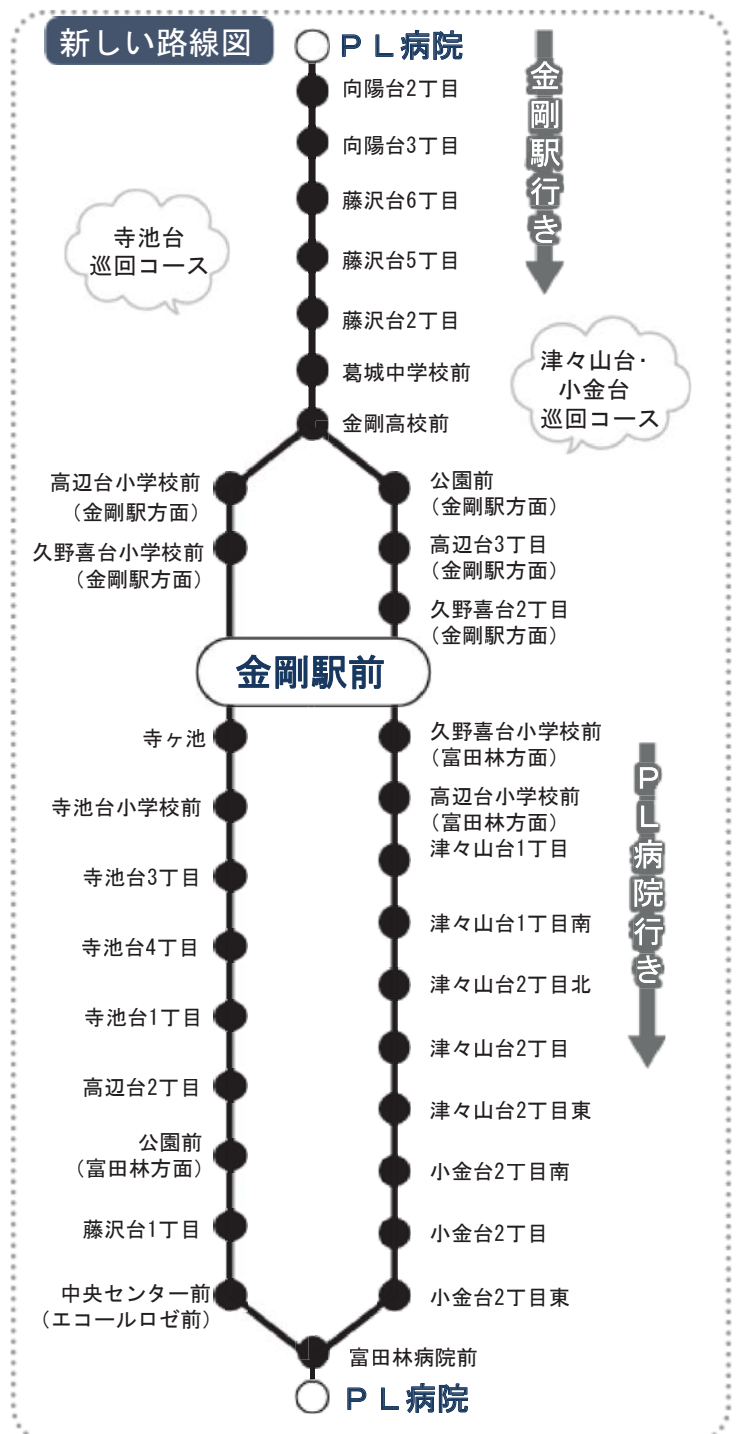 新しい路線図
ＰＬ病院
金剛駅行き
向陽台2丁目
向陽台3丁目
藤沢台6丁目
藤沢台5丁目
藤沢台2丁目
葛城中学校前
金剛高校前
寺池台
巡回コース
津々山台・
小金台
巡回コース
高辺台小学校前
（金剛駅方面）
久野喜台小学校前
（金剛駅方面）
公園前
（金剛駅方面）
高辺台3丁目
（金剛駅方面）
久野喜台2丁目
（金剛駅方面）
金剛駅前
寺ヶ池
寺池台小学校前
寺池台3丁目
寺池台4丁目
寺池台1丁目
高辺台2丁目
公園前
（富田林方面）
藤沢台1丁目
中央センター前
（エコールロゼ前）
久野喜台小学校前
（富田林方面）
高辺台小学校前
（富田林方面）
津々山台1丁目
津々山台1丁目南
津々山台2丁目北
津々山台2丁目
津々山台2丁目東
小金台2丁目南
小金台2丁目
小金台2丁目東
ＰＬ病院行き
富田林病院前
ＰＬ病院